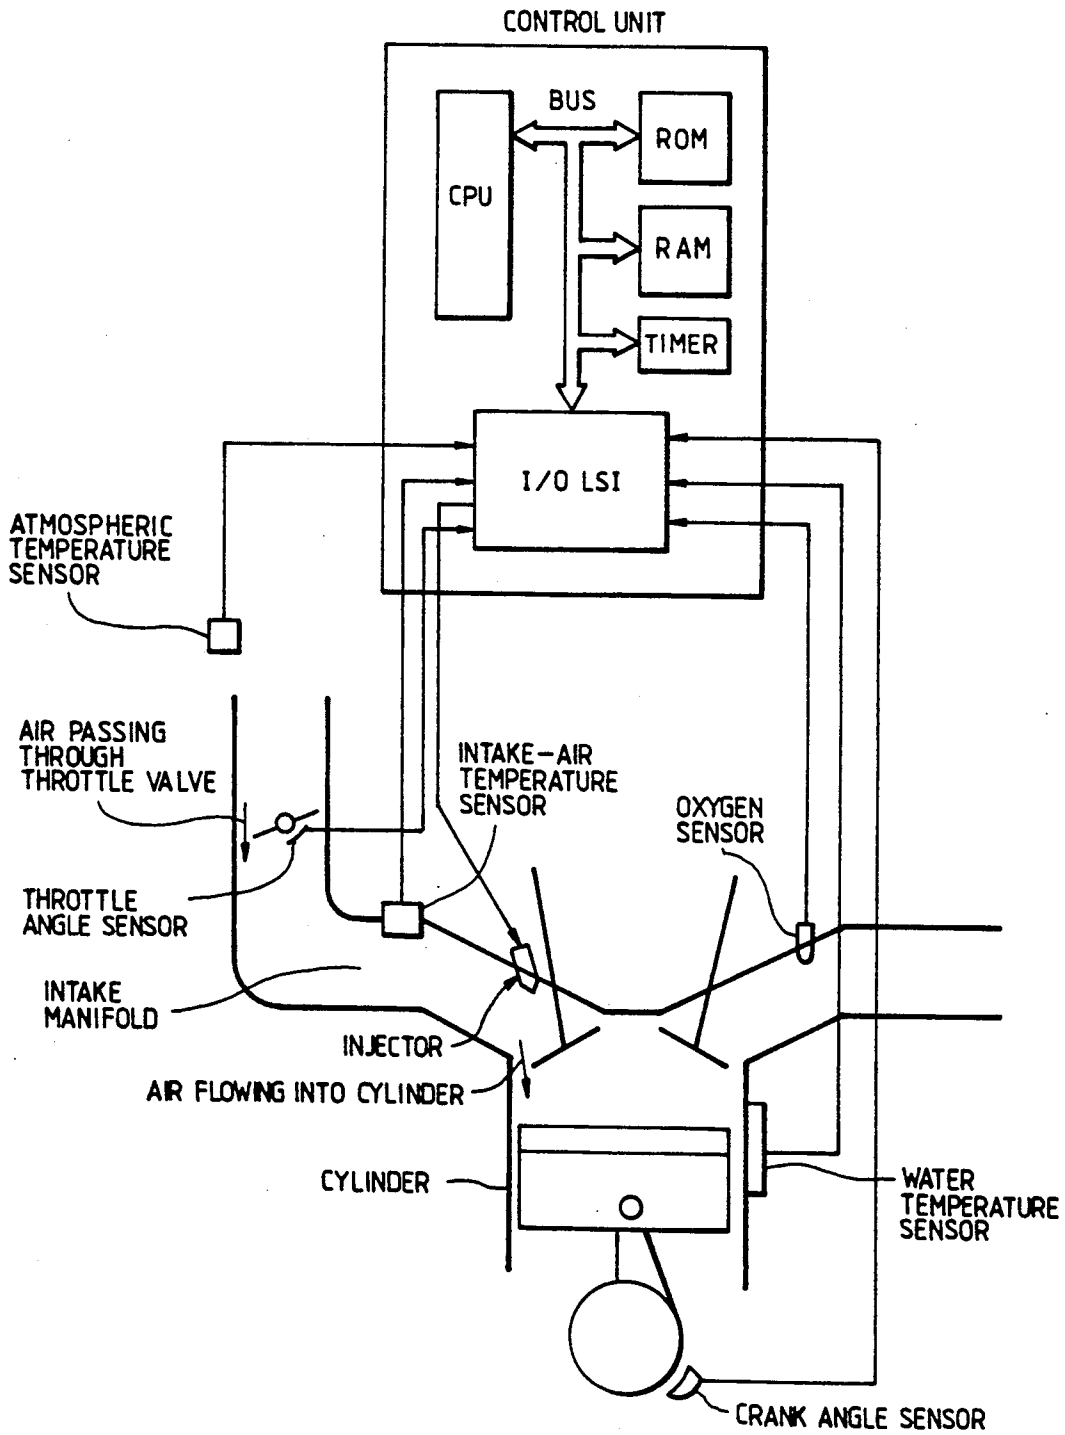 CONTROL UNIT
BUS
CPU
ROM
RAM
TIMER
I/O LSI
ATMOSPHERIC
TEMPERATURE
SENSOR
AIR PASSING
THROUGH
THROTTLE VALVE
INTAKE-AIR
TEMPERATURE
SENSOR
OXYGEN
SENSOR
THROTTLE
ANGLE SENSOR
INTAKE
MANIFOLD
INJECTOR
AIR FLOWING INTO CYLINDER
CYLINDER
WATER
TEMPERATURE
SENSOR
CRANK ANGLE SENSOR